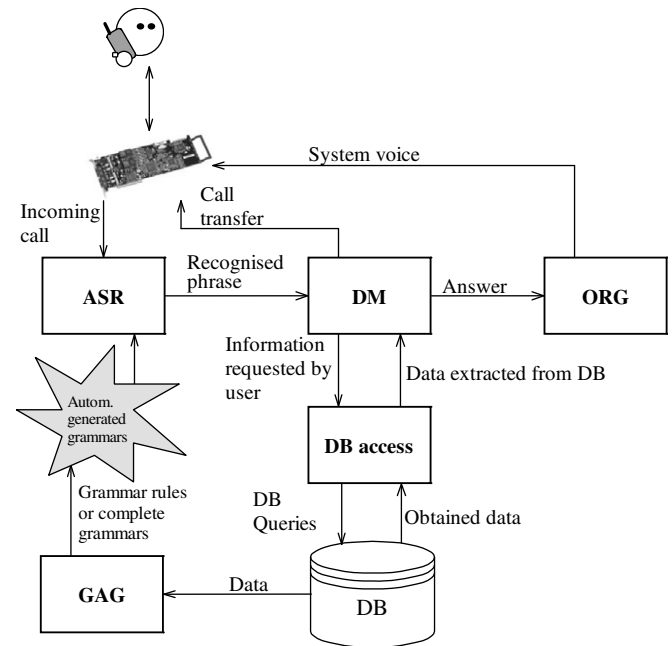 System voice
Call
transfer
Incoming
call
Recognised
phrase
ASR
DM
Answer
ORG
Information
requested by
user
Data extracted from DB
Autom.
generated
grammars
DB access
Grammar rules
or complete
grammars
DB
Queries
Obtained data
GAG
Data
DB